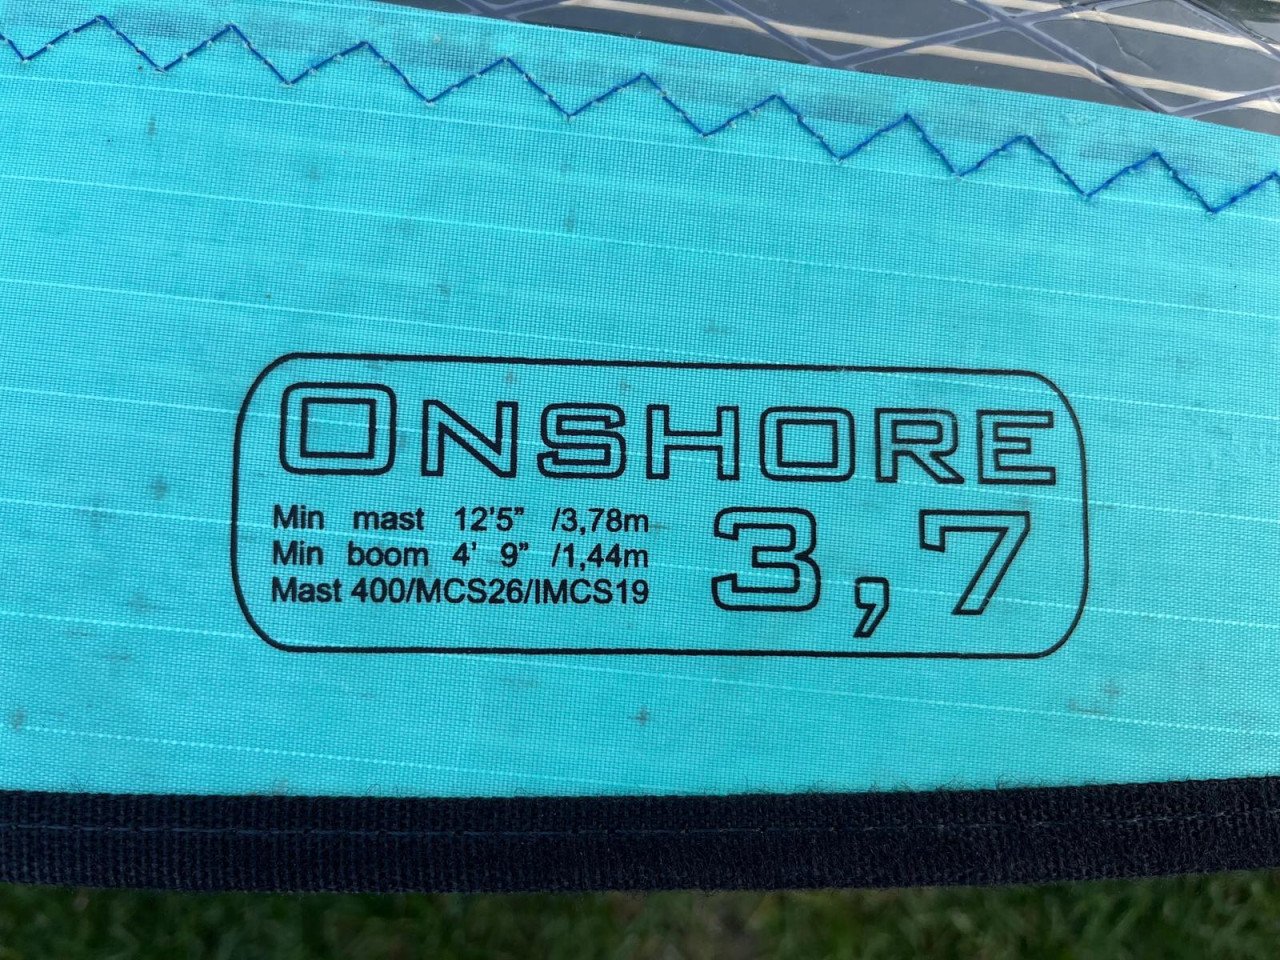 ONSHORE
Min mast 12'5" /3,78m
Min boom 4' 9" /1,44m
Mast 400/MCS26/IMCS19
3,7